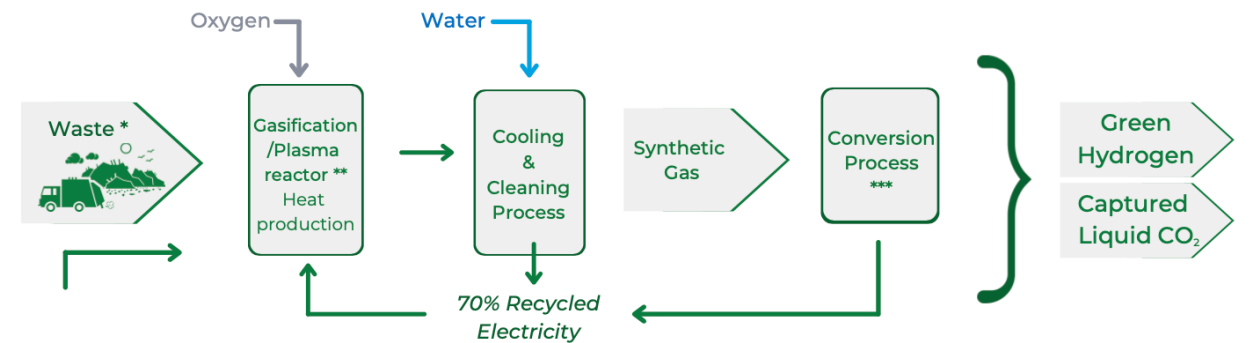 Oxygen
Water
Waste *
Gasification
/Plasma
reactor **
Heat
production
Cooling
&
Cleaning
Process
Synthetic
Gas
Conversion
Process
***
Green
Hydrogen
Captured
Liquid CO₂
70% Recycled
Electricity